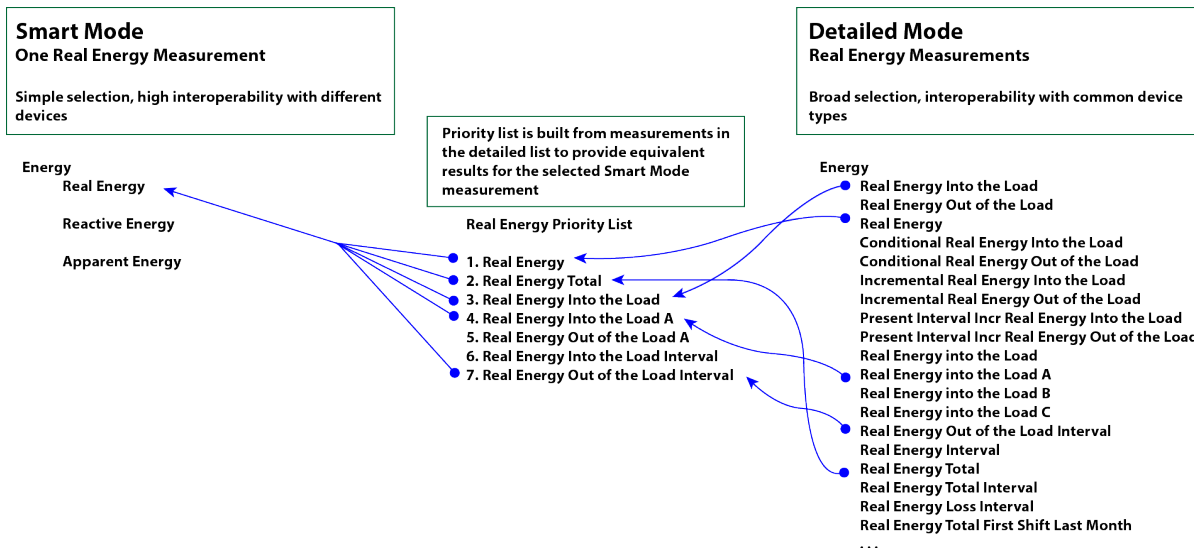 Smart Mode
One Real Energy Measurement
Simple selection, high interoperability with different
devices
Energy
Real Energy
Reactive Energy
Apparent Energy
Priority list is built from measurements in
the detailed list to provide equivalent
results for the selected Smart Mode
measurement
Real Energy Priority List
1. Real Energy
2. Real Energy Total
3. Real Energy Into the Load
4. Real Energy Into the Load A
5. Real Energy Out of the Load A
6. Real Energy Into the Load Interval
7. Real Energy Out of the Load Interval
Detailed Mode
Real Energy Measurements
Broad selection, interoperability with common device
types
Energy
Real Energy Into the Load
Real Energy Out of the Load
Real Energy
Conditional Real Energy Into the Load
Conditional Real Energy Out of the Load
Incremental Real Energy Into the Load
Incremental Real Energy Out of the Load
Present Interval Incr Real Energy Into the Load
Present Interval Incr Real Energy Out of the Load
Real Energy into the Load
Real Energy into the Load A
Real Energy into the Load B
Real Energy into the Load C
Real Energy Out of the Load Interval
Real Energy Interval
Real Energy Total
Real Energy Total Interval
Real Energy Loss Interval
Real Energy Total First Shift Last Month
...